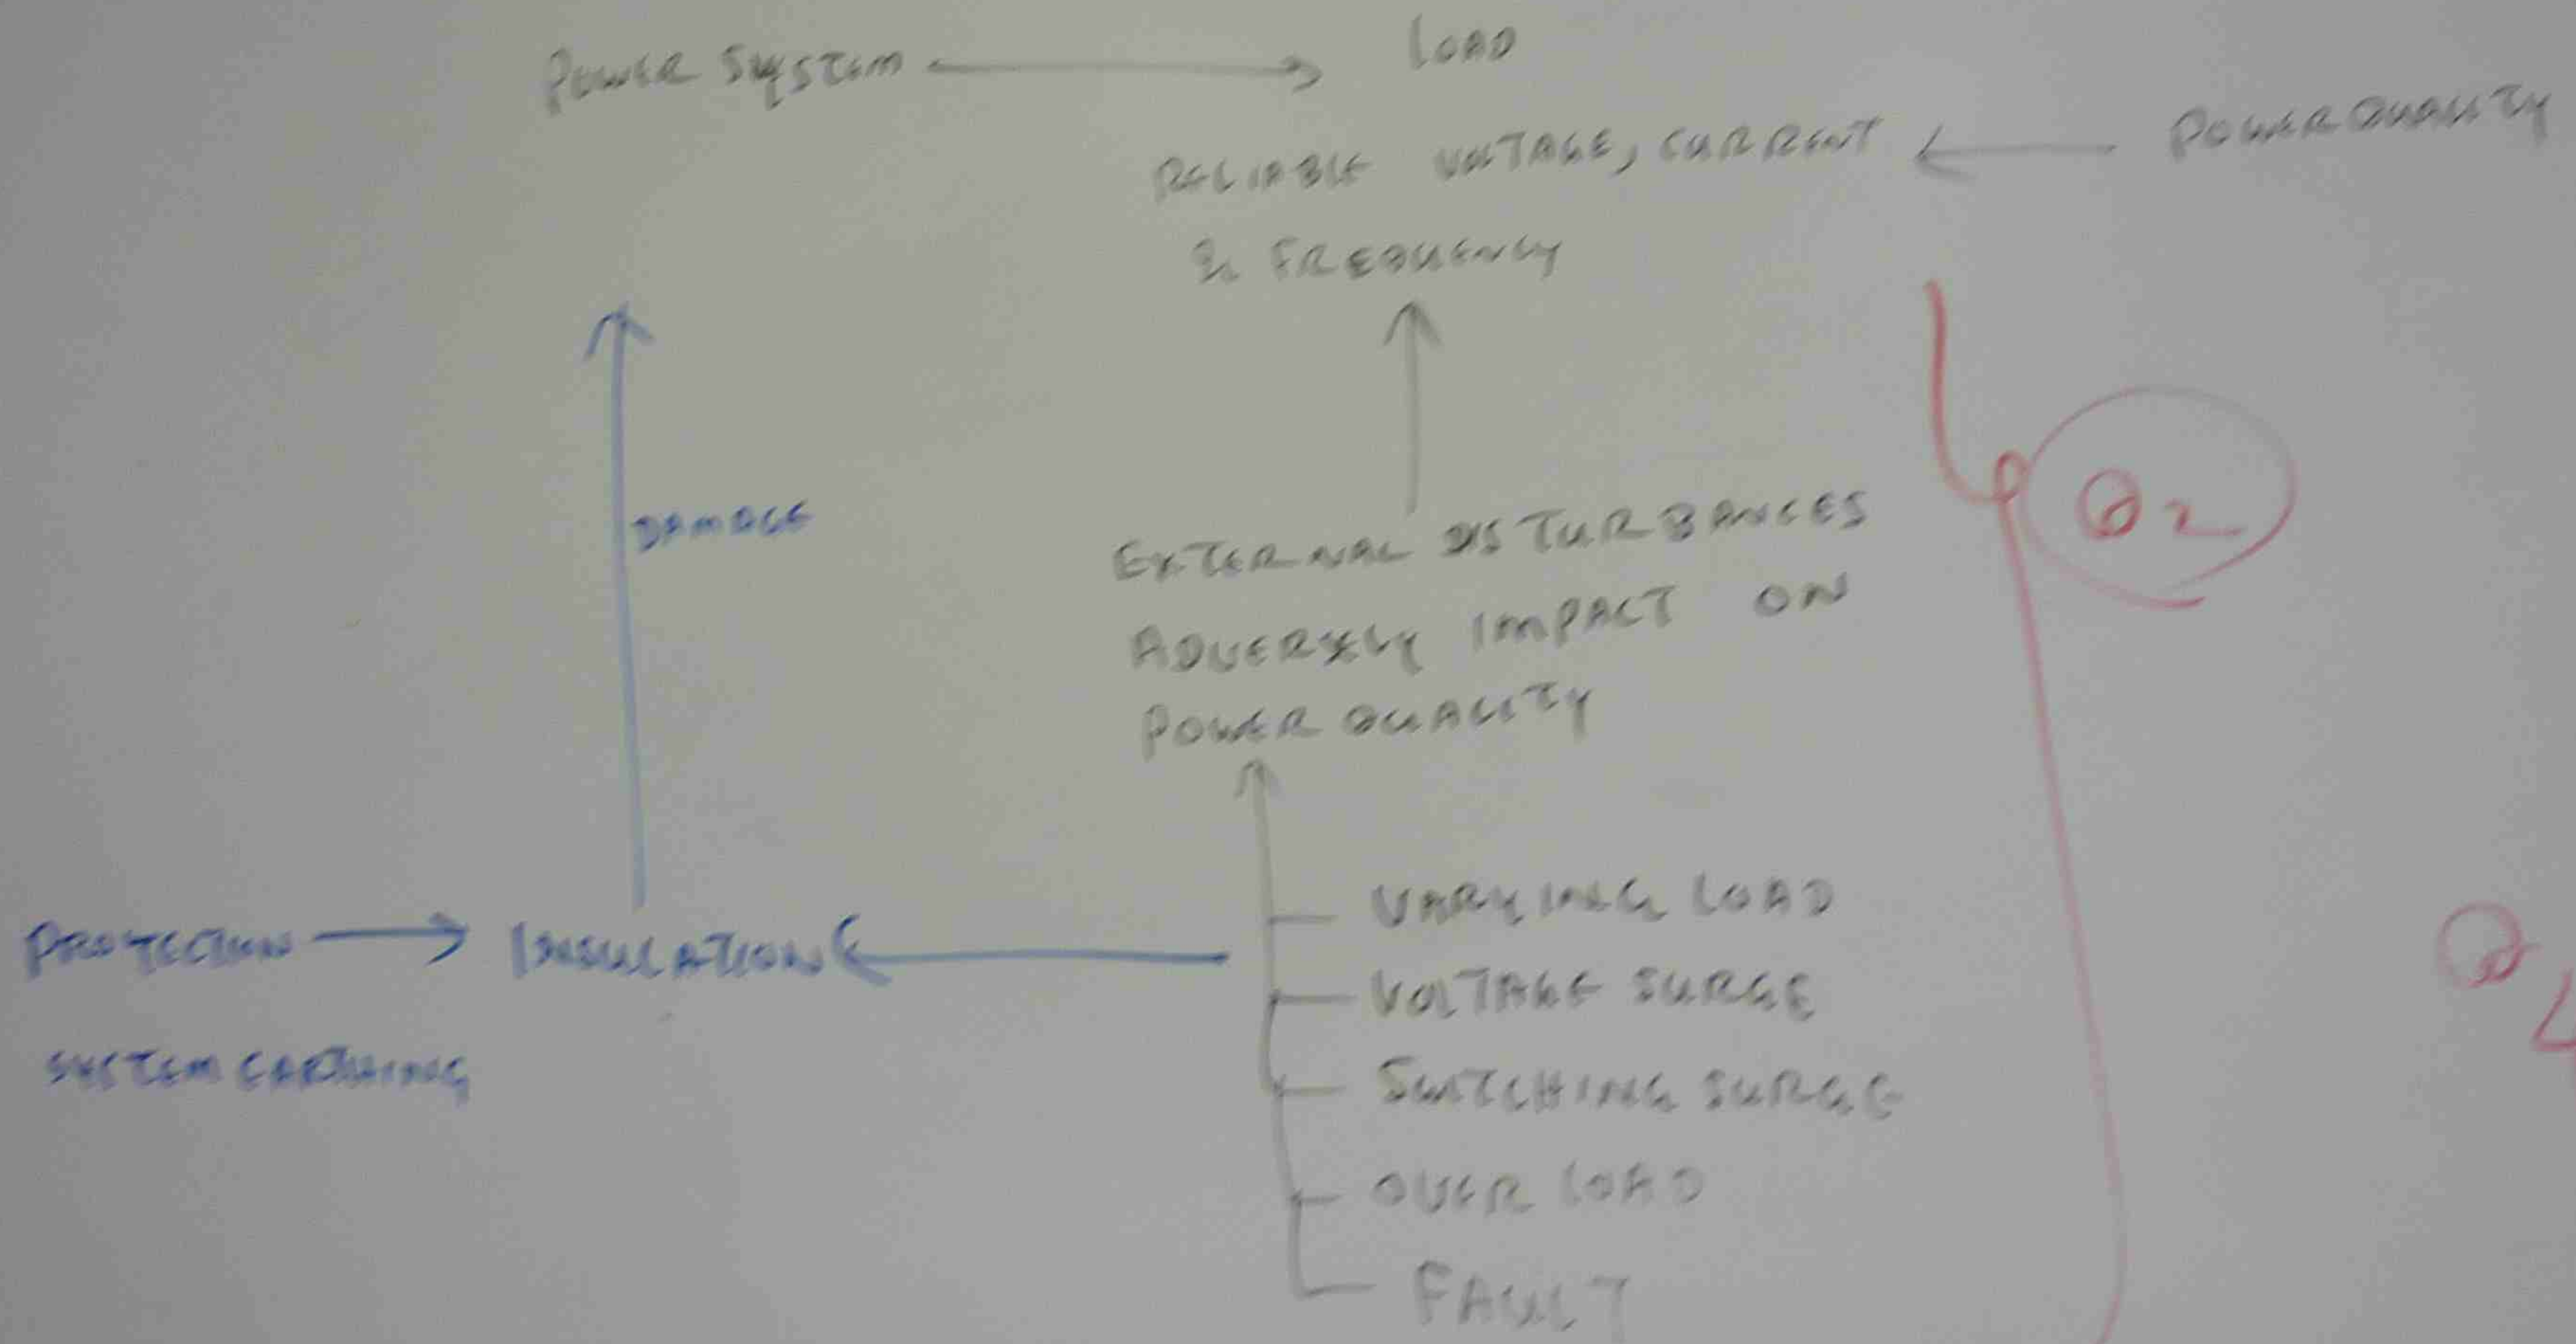 POWER SYSTEM
LOAD
RELIABLE VOLTAGE, CURRENT
& FREQUENCY
POWER QUALITY
DAMAGE
Q2
EXTERNAL DISTURBANCES
ADVERSELY IMPACT ON
POWER QUALITY
PROTECTION
INSULATION
SYSTEM EARTHING
VARYING LOAD
VOLTAGE SURGE
SWITCHING SURGE
OVER LOAD
FAULT
Q